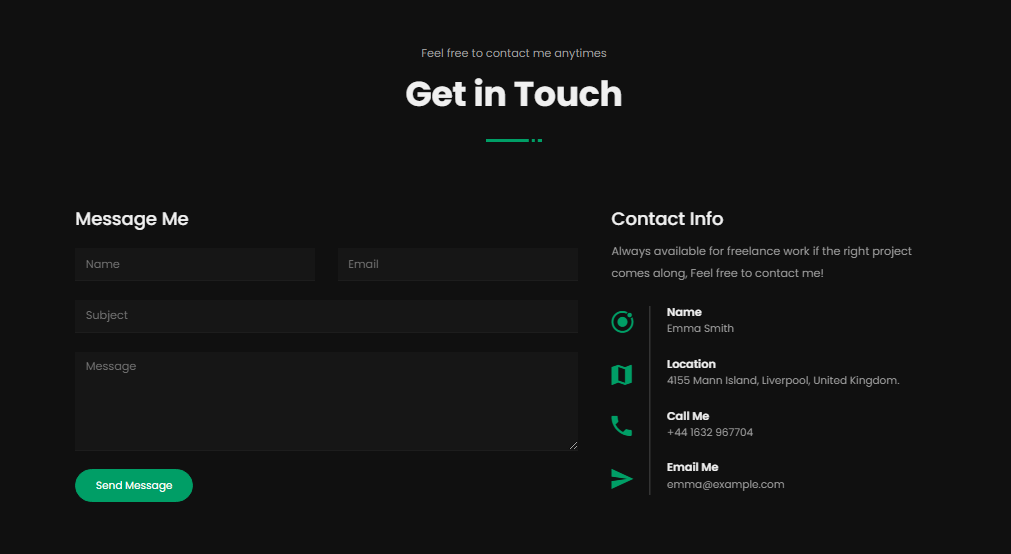 Feel free to contact me anytimes
Get in Touch
Message Me
Name
Email
Subject
Message
Send Message
Contact Info
Always available for freelance work if the right project
comes along, Feel free to contact me!
Name
Emma Smith
Location
4155 Mann Island, Liverpool, United Kingdom.
Call Me
+44 1632 967704
Email Me
emma@example.com